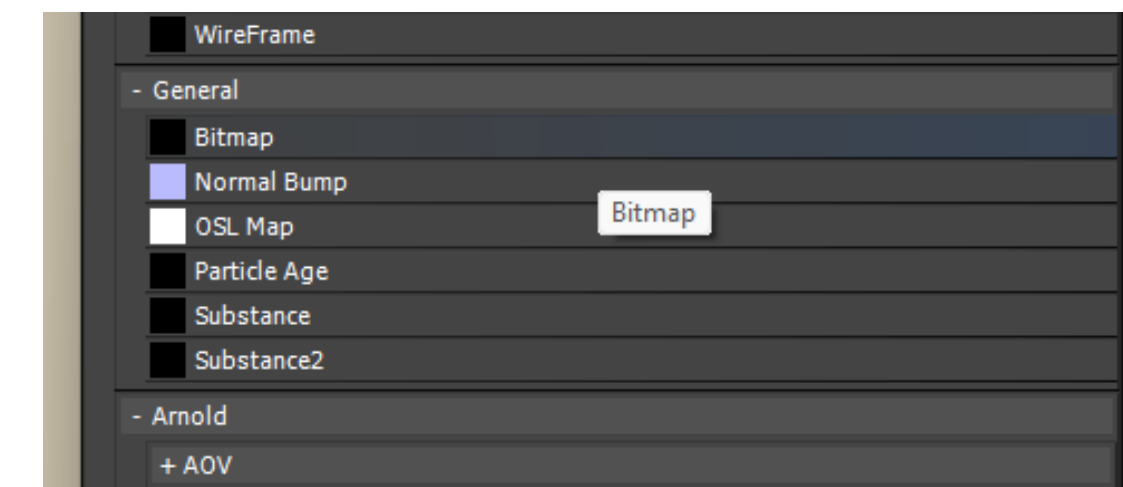 WireFrame
- General
Bitmap
Normal Bump
Bitmap
OSL Map
Particle Age
Substance
Substance2
- Arnold
+ AOV